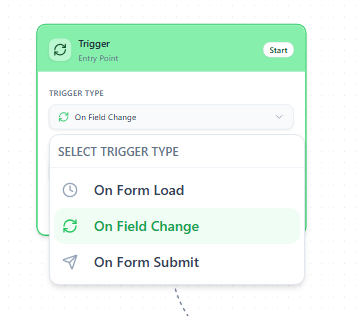 Trigger
Start
Entry Point
TRIGGER TYPE
On Field Change
SELECT TRIGGER TYPE
On Form Load
On Field Change
On Form Submit